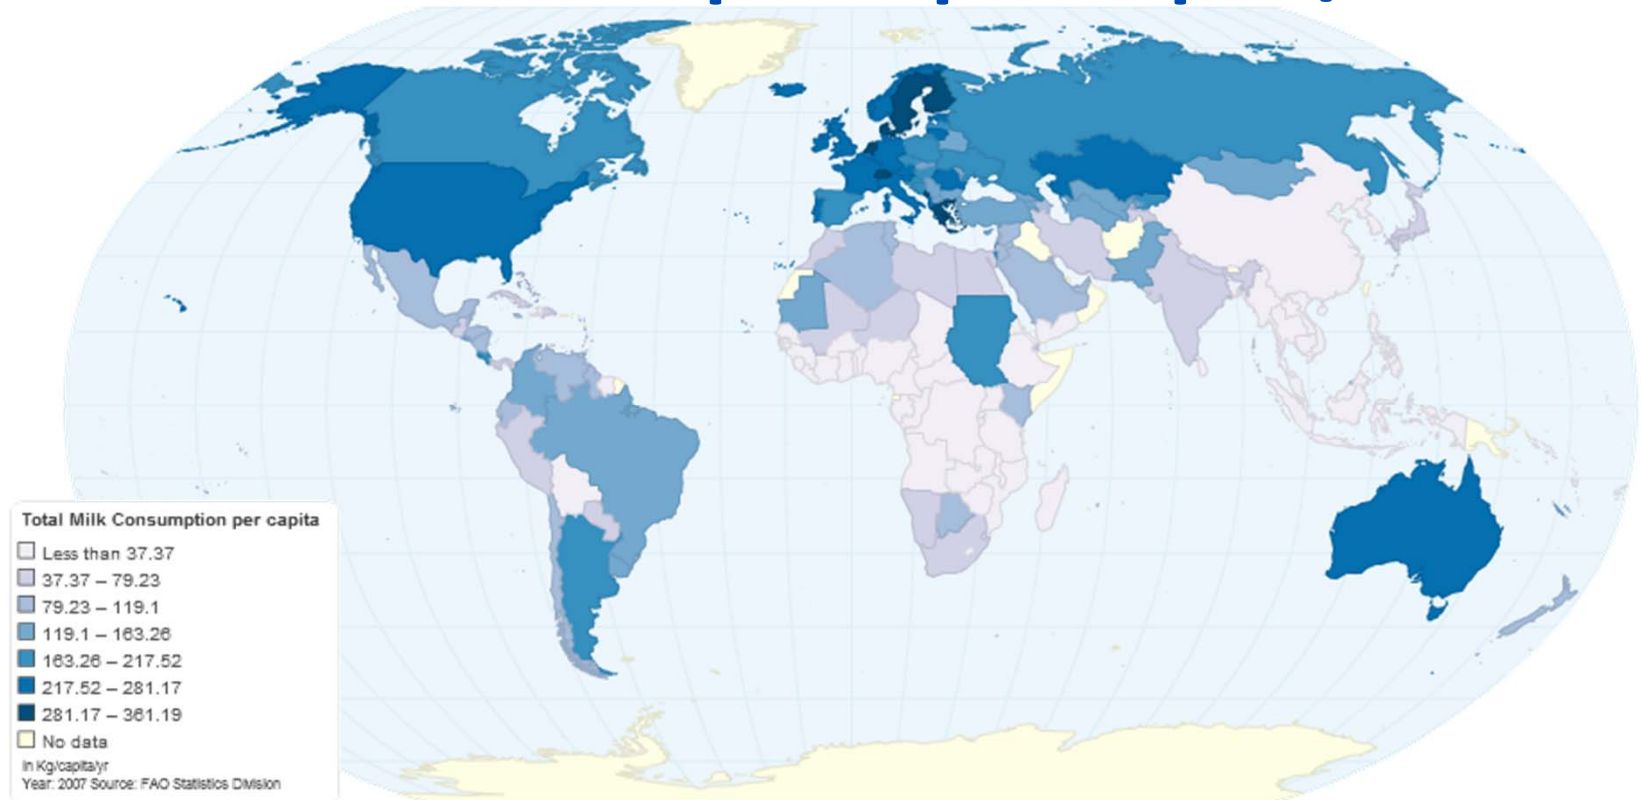 Total Milk Consumption per capita
Less than 37.37
37.37 – 79.23
79.23 – 119.1
119.1 – 163.26
163.26 – 217.52
217.52 – 281.17
281.17 – 361.19
No data
In Kg/capita/yr
Year: 2007 Source: FAO Statistics Division